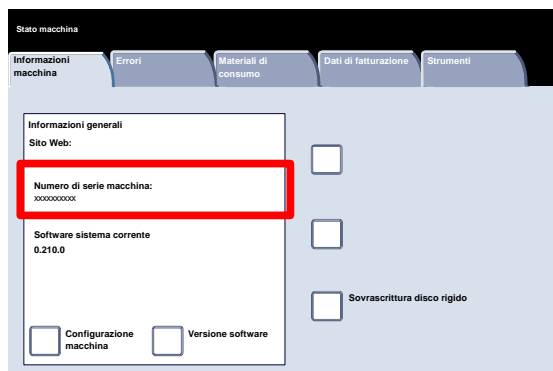 Stato macchina
Informazioni macchina
Errori
Materiali di consumo
Dati di fatturazione
Strumenti
Informazioni generali
Sito Web:
Numero di serie macchina:
xxxxxxxxx
Software sistema corrente
0.210.0
Sovrascrittura disco rigido
Configurazione macchina
Versione software